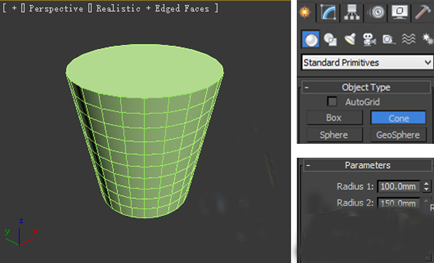 [ + ▯ Perspective ▯ Realistic + Edged Faces ]
z
y
x
Standard Primitives
- Object Type
AutoGrid
Box Cone
Sphere GeoSphere
- Parameters
Radius 1: 100.0mm
Radius 2: 150.0mm
R